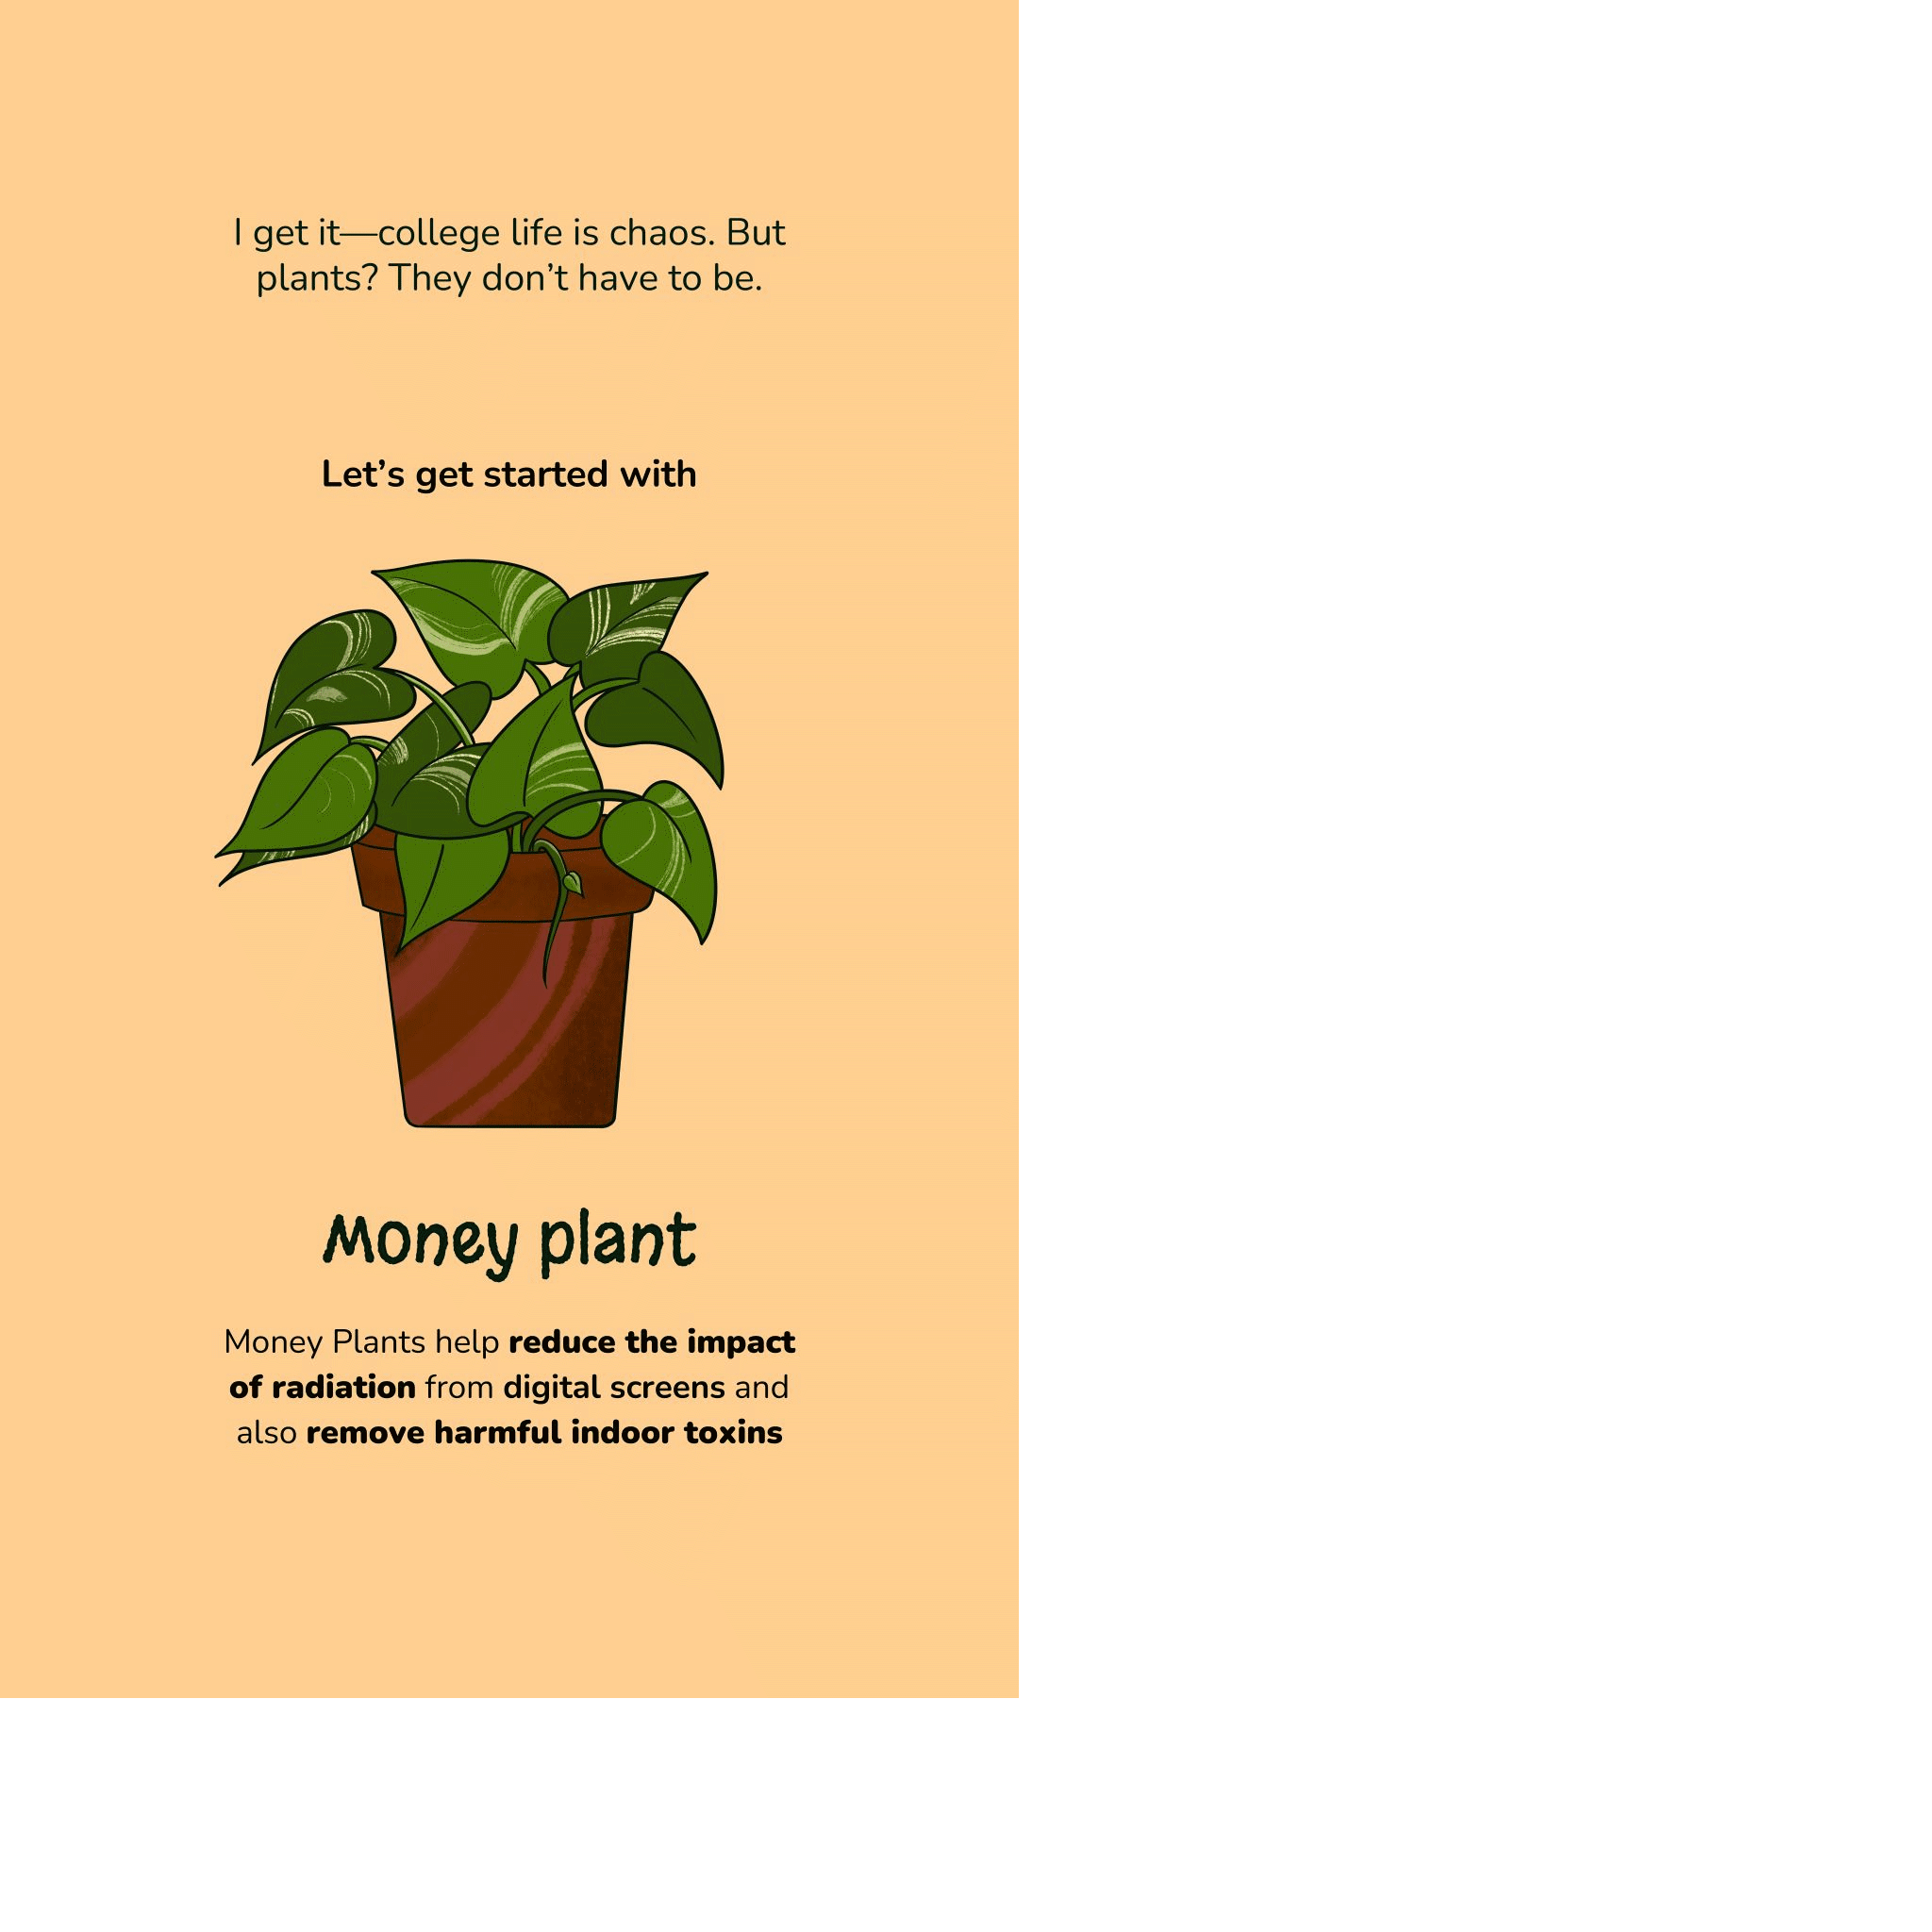 I get it—college life is chaos. But
plants? They don’t have to be.
Let’s get started with
Money plant
Money Plants help reduce the impact
of radiation from digital screens and
also remove harmful indoor toxins